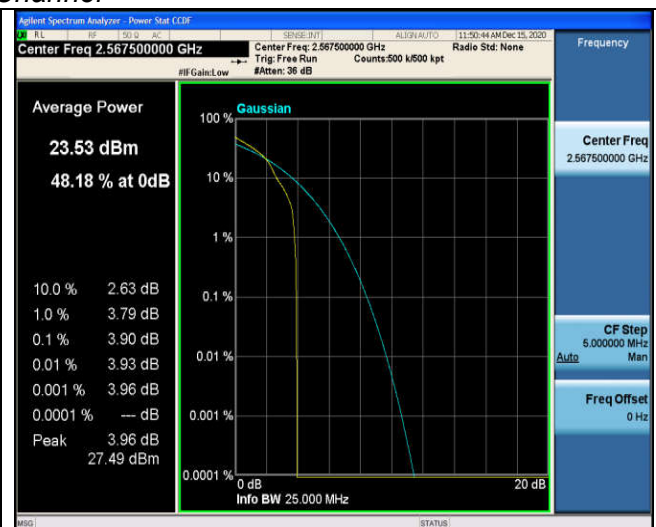 Channel
Agilent Spectrum Analyzer - Power Stat CCDF
RL RF 50 Ω AC SENSE:INT ALIGN AUTO 11:50:44 AM Dec 15, 2020
Center Freq 2.567500000 GHz
Center Freq: 2.567500000 GHz Radio Std: None
Trig: Free Run Counts:500 k/500 kpt
#IFGain:Low #Atten: 36 dB
Frequency
Average Power
23.53 dBm
48.18 % at 0dB
10.0 % 2.63 dB
1.0 % 3.79 dB
0.1 % 3.90 dB
0.01 % 3.93 dB
0.001 % 3.96 dB
0.0001 % --- dB
Peak 3.96 dB
27.49 dBm
Gaussian
100 %
10 %
1 %
0.1 %
0.01 %
0.001 %
0.0001 %
0 dB 20 dB
Info BW 25.000 MHz
Center Freq
2.567500000 GHz
CF Step
5.000000 MHz
Auto Man
Freq Offset
0 Hz
MSG STATUS